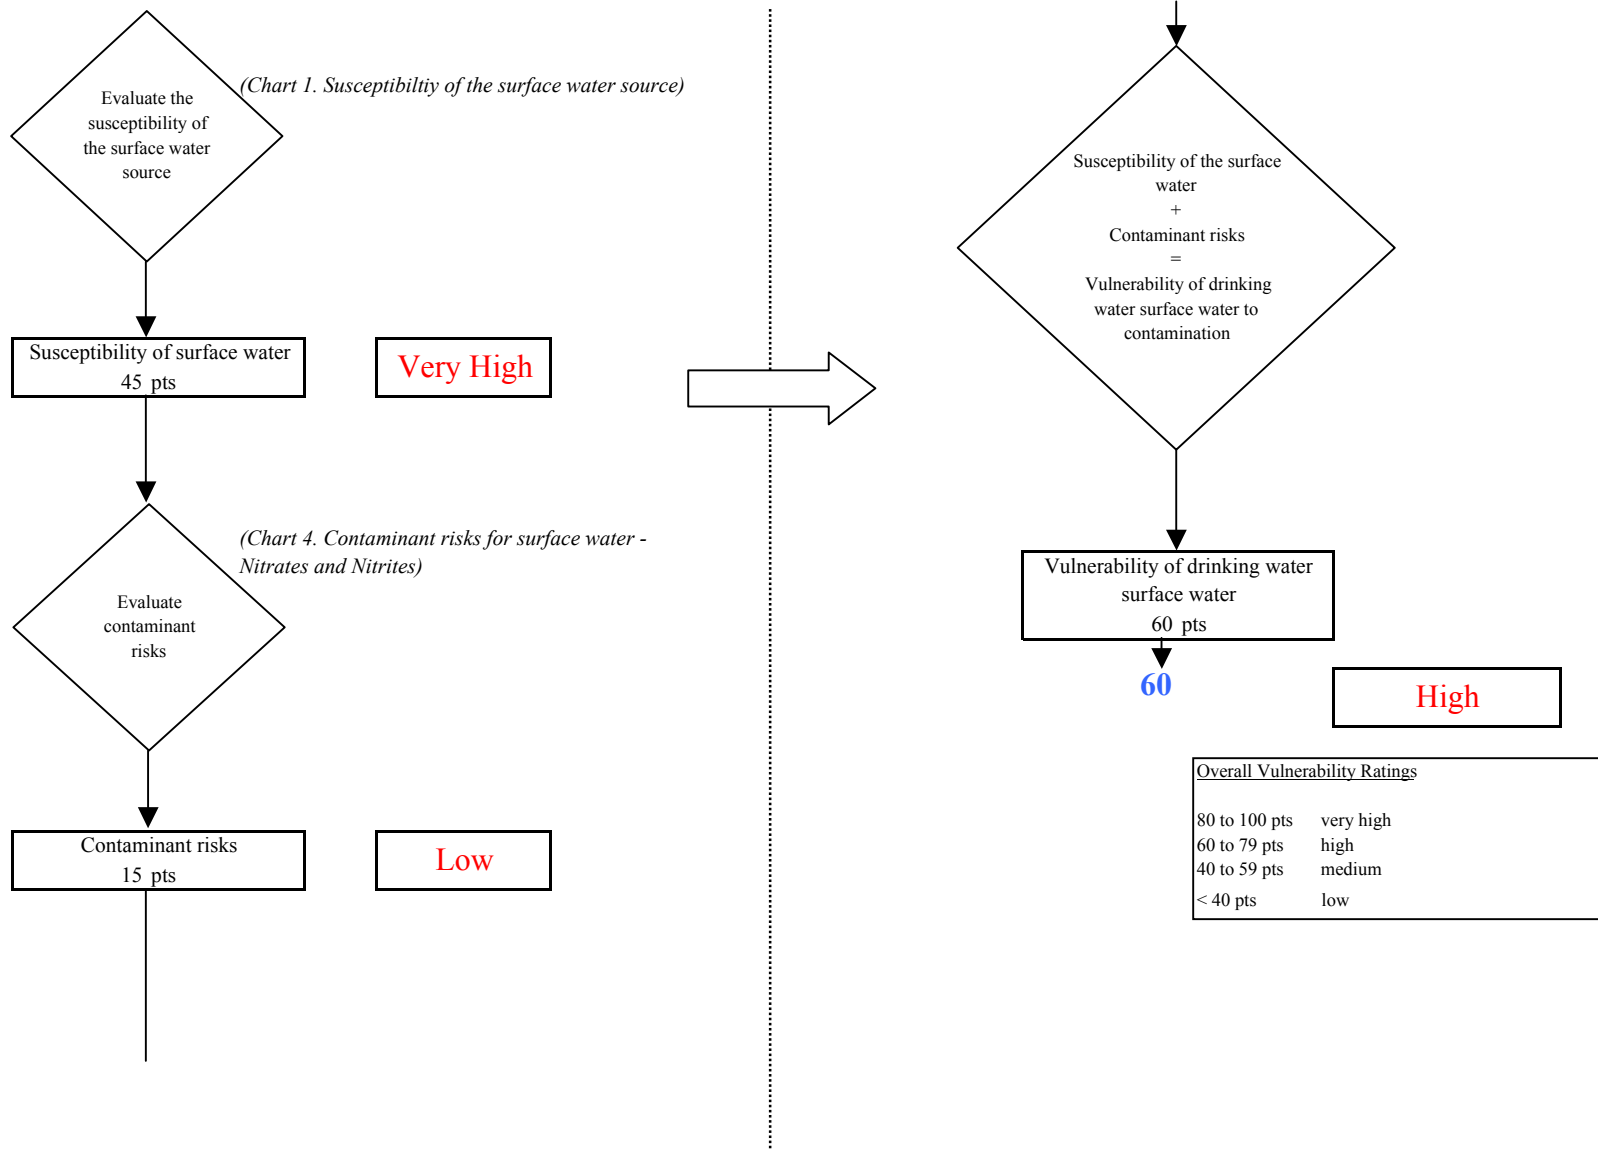 Evaluate the
susceptibility of
the surface water
source
(Chart 1. Susceptibiltiy of the surface water source)
Susceptibility of surface water
45 pts
Very High
(Chart 4. Contaminant risks for surface water -
Nitrates and Nitrites)
Evaluate
contaminant
risks
Contaminant risks
15 pts
Low
Susceptibility of the surface
water
+
Contaminant risks
=
Vulnerability of drinking
water surface water to
contamination
Vulnerability of drinking water
surface water
60 pts
60
High
Overall Vulnerability Ratings
80 to 100 pts very high
60 to 79 pts high
40 to 59 pts medium
< 40 pts low